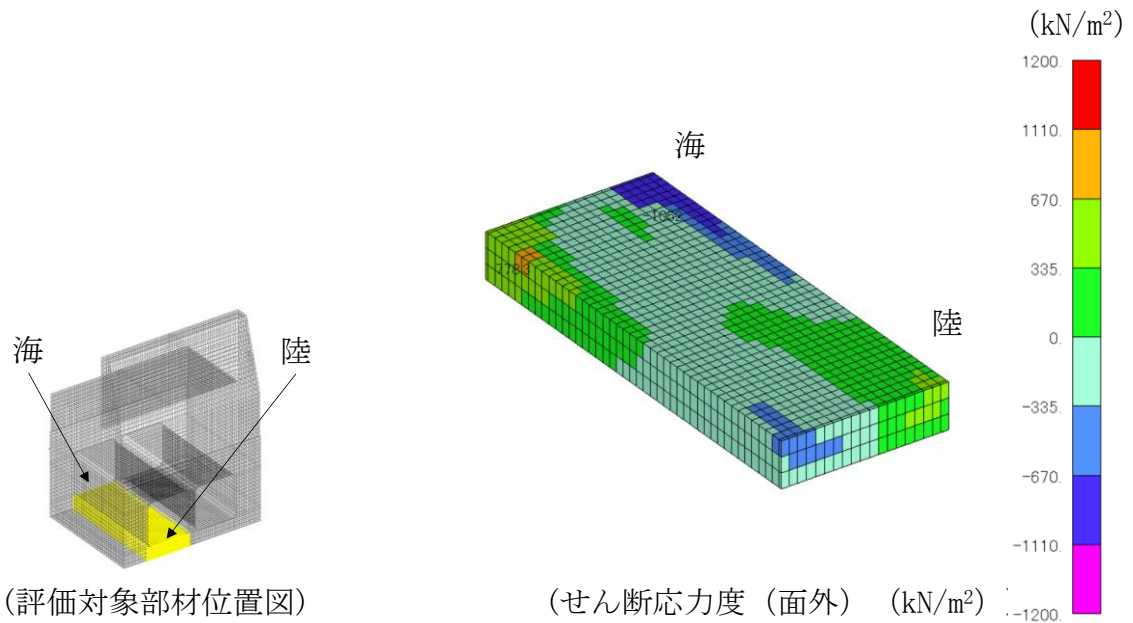 (kN/m²)
1200.
1110.
670.
335.
0.
-335.
-670.
-1110.
-1200.
海
陸
-1062
海
陸
(評価対象部材位置図)
(せん断応力度（面外） (kN/m²)